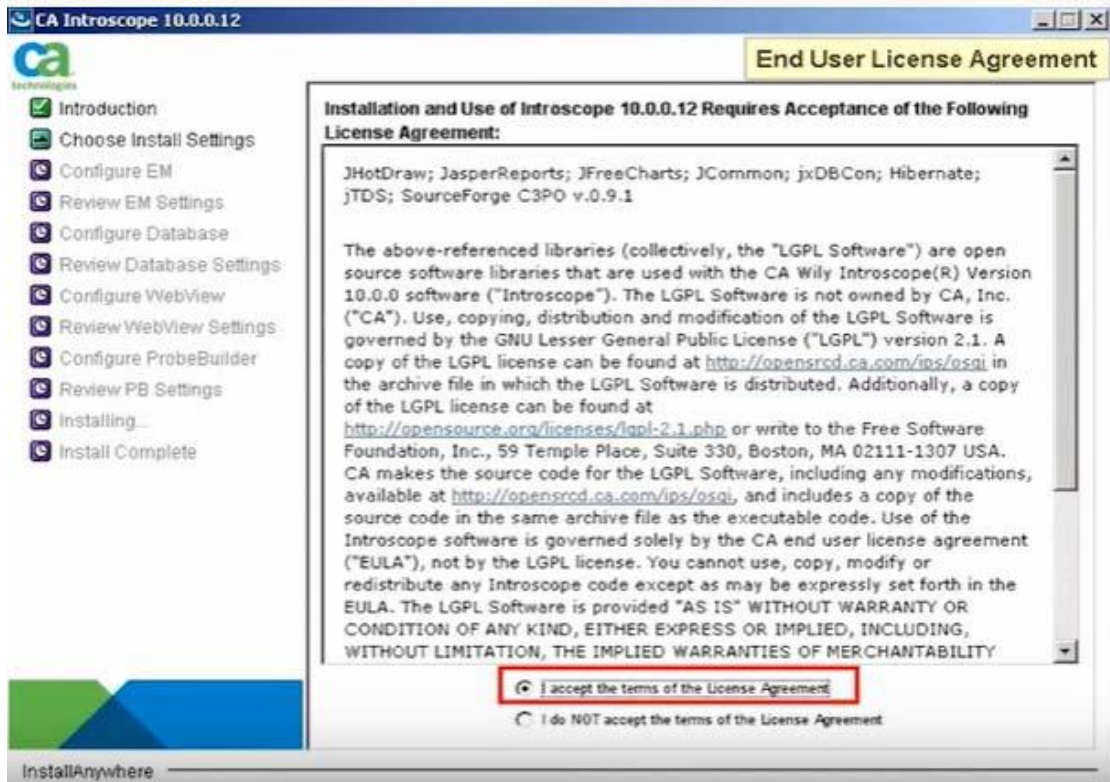 CA Introscope 10.0.0.12
ca
technologies
End User License Agreement
Introduction
Choose Install Settings
Configure EM
Review EM Settings
Configure Database
Review Database Settings
Configure WebView
Review WebView Settings
Configure ProbeBuilder
Review PB Settings
Installing...
Install Complete
Installation and Use of Introscope 10.0.0.12 Requires Acceptance of the Following
License Agreement:
JHotDraw; JasperReports; JFreeCharts; JCommon; jxDBCon; Hibernate;
jTDS; SourceForge C3PO v.0.9.1
The above-referenced libraries (collectively, the "LGPL Software") are open
source software libraries that are used with the CA Wily Introscope(R) Version
10.0.0 software ("Introscope"). The LGPL Software is not owned by CA, Inc.
("CA"). Use, copying, distribution and modification of the LGPL Software is
governed by the GNU Lesser General Public License ("LGPL") version 2.1. A
copy of the LGPL license can be found at http://opensrcd.ca.com/ips/osgi in
the archive file in which the LGPL Software is distributed. Additionally, a copy
of the LGPL license can be found at
http://opensource.org/licenses/lgpl-2.1.php or write to the Free Software
Foundation, Inc., 59 Temple Place, Suite 330, Boston, MA 02111-1307 USA.
CA makes the source code for the LGPL Software, including any modifications,
available at http://opensrcd.ca.com/ips/osgi, and includes a copy of the
source code in the same archive file as the executable code. Use of the
Introscope software is governed solely by the CA end user license agreement
("EULA"), not by the LGPL license. You cannot use, copy, modify or
redistribute any Introscope code except as may be expressly set forth in the
EULA. The LGPL Software is provided "AS IS" WITHOUT WARRANTY OR
CONDITION OF ANY KIND, EITHER EXPRESS OR IMPLIED, INCLUDING,
WITHOUT LIMITATION, THE IMPLIED WARRANTIES OF MERCHANTABILITY
I accept the terms of the License Agreement
I do NOT accept the terms of the License Agreement
InstallAnywhere